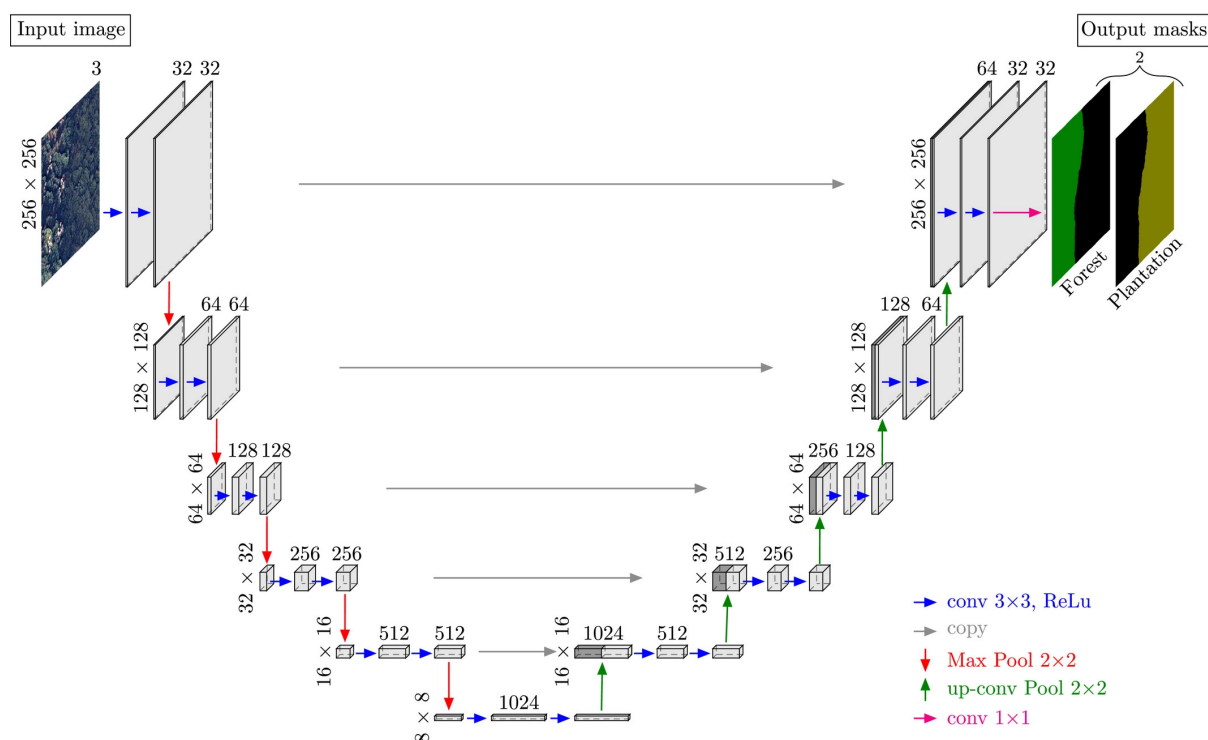 Input image
Output masks
3
32 32
64 32 32
2
256 × 256
256 × 256
Forest
Plantation
64 64
128 64
128 × 128
128 × 128
128 128
256 128
64 × 64
64 × 64
256 256
512 256
32 × 32
32 × 32
512 512
1024 512
16 × 16
16 × 16
1024
8 × 8
conv 3×3, ReLu
copy
Max Pool 2×2
up-conv Pool 2×2
conv 1×1